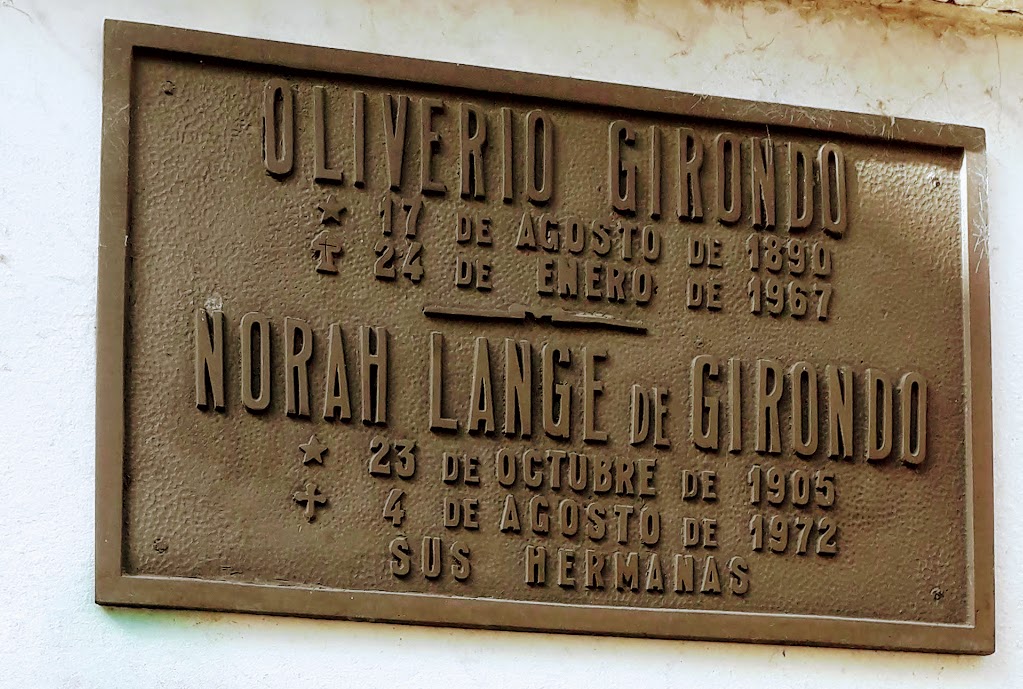 OLIVERIO GIRONDO
★ 17 DE AGOSTO DE 1890
✝ 24 DE ENERO DE 1967
NORAH LANGE DE GIRONDO
★ 23 DE OCTUBRE DE 1905
✝ 4 DE AGOSTO DE 1972
SUS HERMANAS